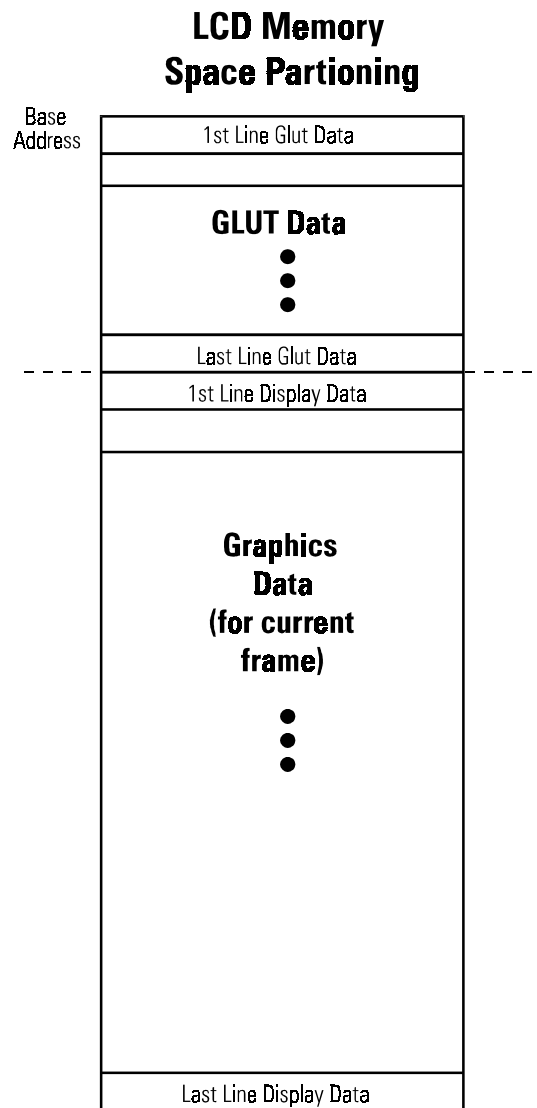 LCD Memory
Space Partioning
Base
Address
1st Line Glut Data
GLUT Data
Last Line Glut Data
1st Line Display Data
Graphics
Data
(for current
frame)
Last Line Display Data